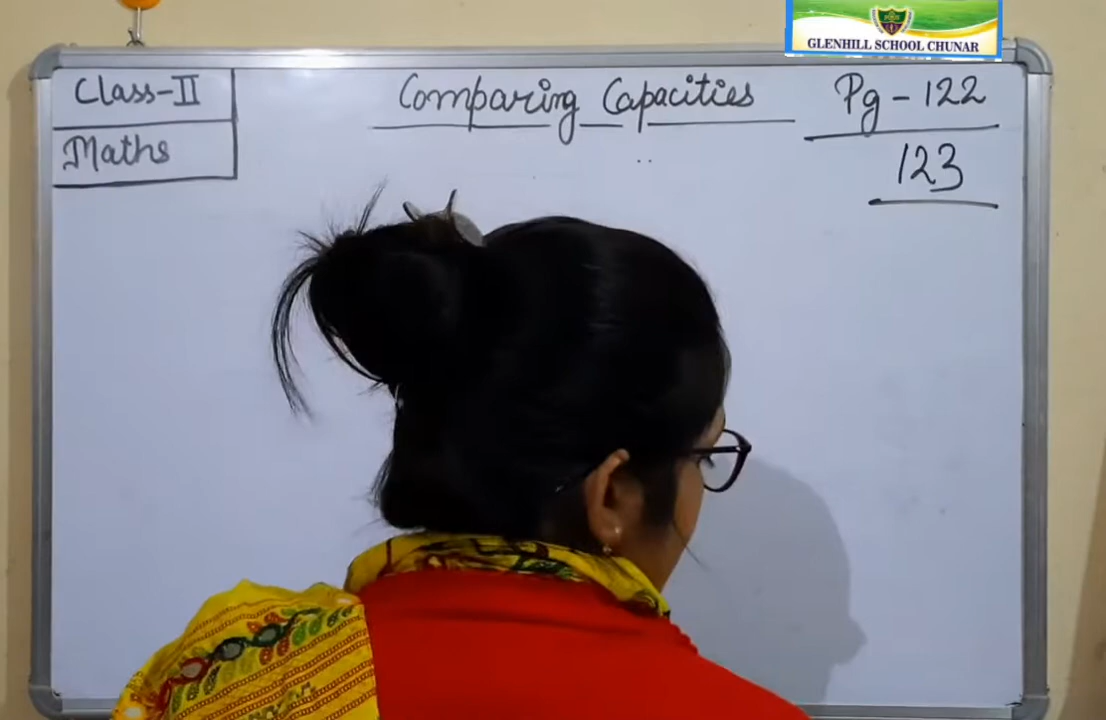 GLENHILL SCHOOL CHUNAR
Class-II
Comparing Capacities
Pg - 122
Maths
123